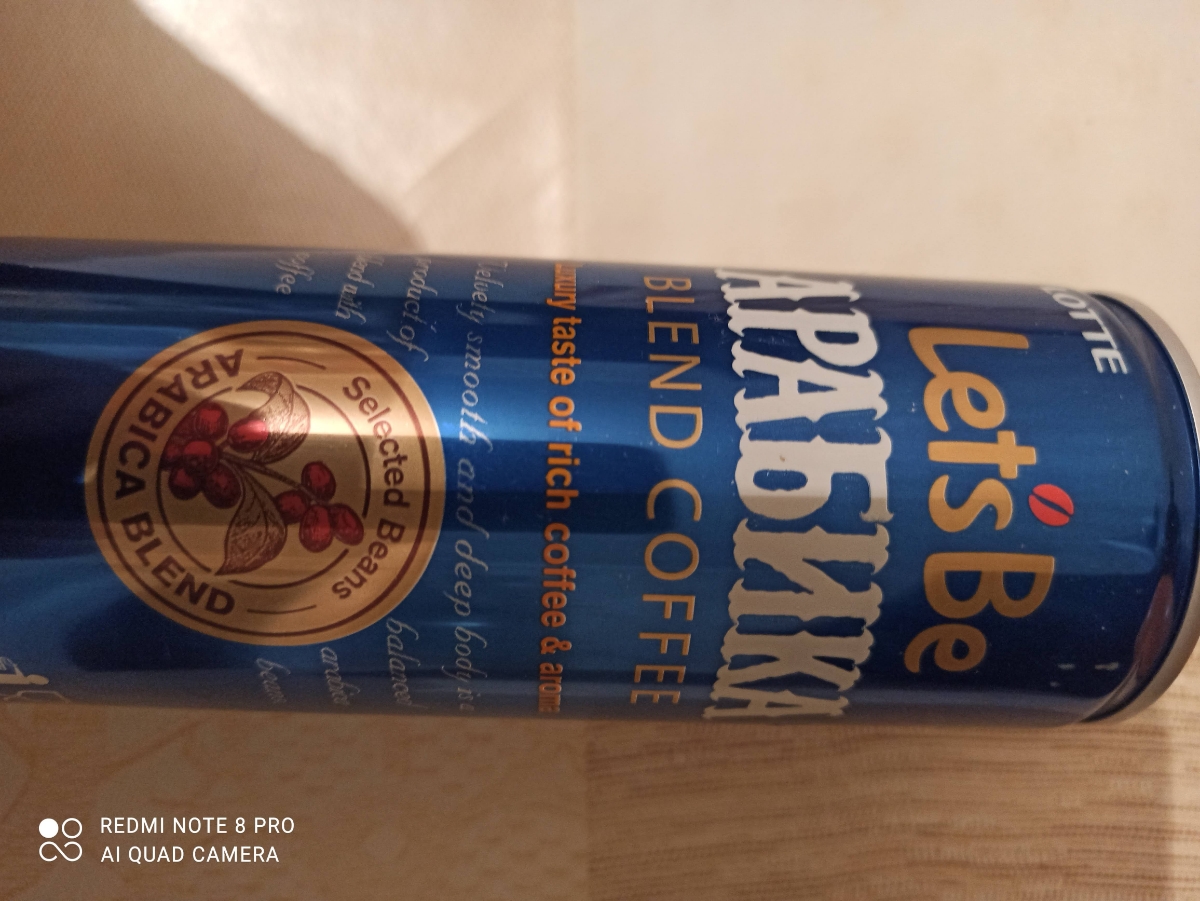 LOTTE
Let's Be
АРАБИКА
BLEND COFFEE
Luxury taste of rich coffee & aroma
Velvety smooth and deep body is a
product of balanced
blend with arabica
coffee beans
Selected Beans
ARABICA BLEND
REDMI NOTE 8 PRO
AI QUAD CAMERA